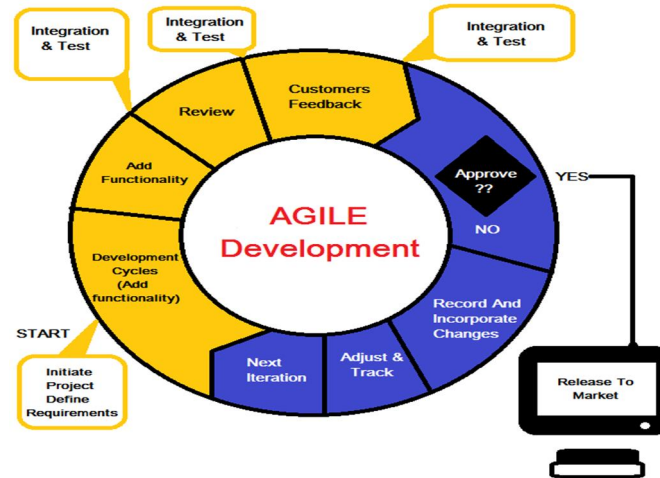 Integration
& Test
Integration
& Test
Integration
& Test
Customers
Feedback
Review
Add
Functionality
Approve
??
YES
NO
AGILE
Development
Development
Cycles
(Add
functionality)
Record And
Incorporate
Changes
START
Next
Iteration
Adjust &
Track
Initiate
Project
Define
Requirements
Release To
Market